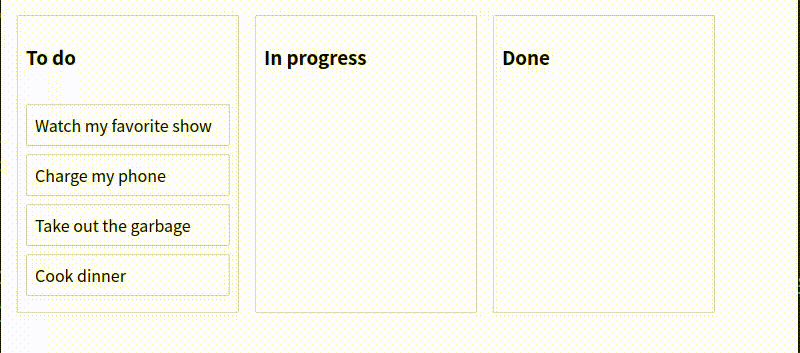 To do
Watch my favorite show
Charge my phone
Take out the garbage
Cook dinner
In progress
Done